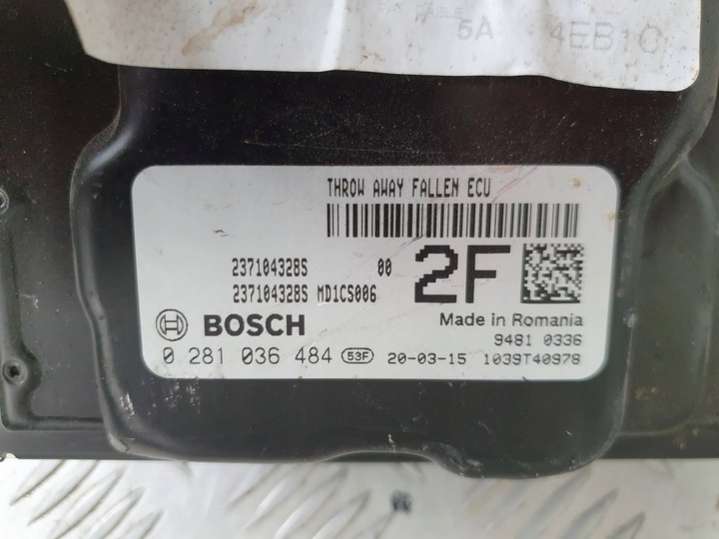 5A 4EB1C
THROW AWAY FALLEN ECU
237104328S 00
237104328S MD1CS006
2F
BOSCH
Made in Romania
9481 0336
0 281 036 484 53F 20-03-15 1039T40978